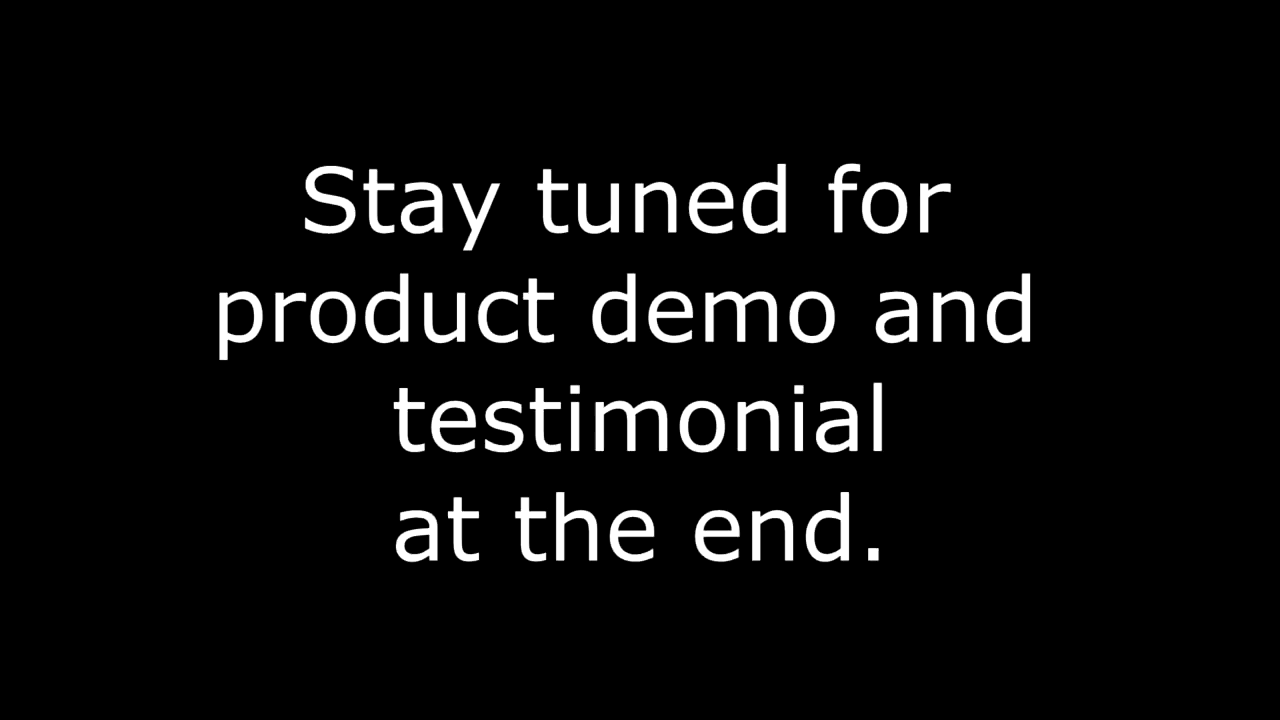 Stay tuned for
product demo and
testimonial
at the end.